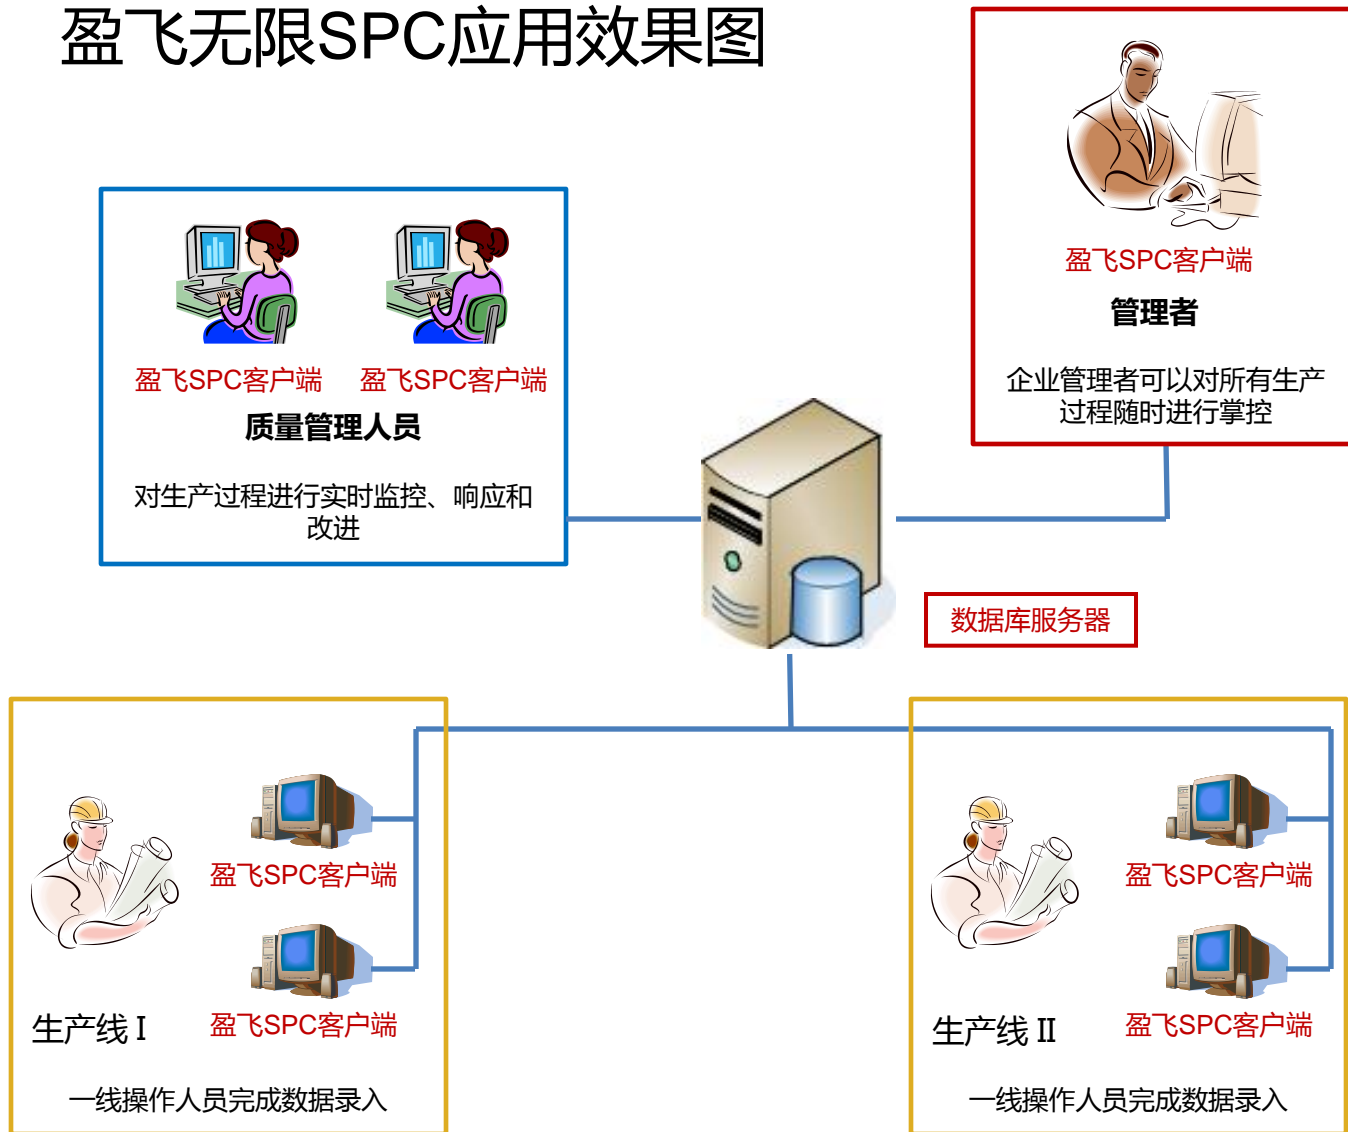 盈飞无限SPC应用效果图
盈飞SPC客户端
管理者
企业管理者可以对所有生产
过程随时进行掌控
盈飞SPC客户端
盈飞SPC客户端
质量管理人员
对生产过程进行实时监控、响应和
改进
数据库服务器
盈飞SPC客户端
盈飞SPC客户端
生产线 I
一线操作人员完成数据录入
盈飞SPC客户端
盈飞SPC客户端
生产线 II
一线操作人员完成数据录入